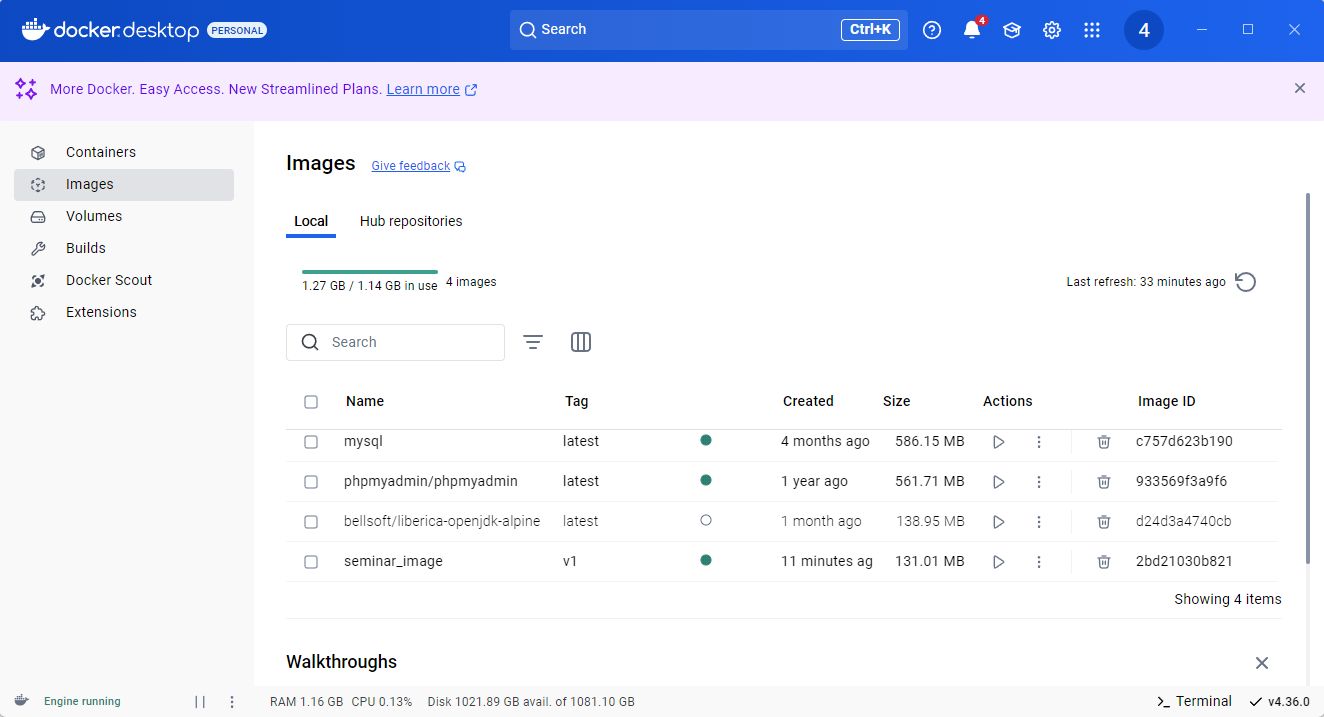 docker.desktop PERSONAL Search Ctrl+K 4 4
More Docker. Easy Access. New Streamlined Plans. Learn more
Containers
Images
Volumes
Builds
Docker Scout
Extensions
Images Give feedback
Local Hub repositories
1.27 GB / 1.14 GB in use 4 images Last refresh: 33 minutes ago
Search
Name Tag Created Size Actions Image ID
mysql latest 4 months ago 586.15 MB c757d623b190
phpmyadmin/phpmyadmin latest 1 year ago 561.71 MB 933569f3a9f6
bellsoft/liberica-openjdk-alpine latest 1 month ago 138.95 MB d24d3a4740cb
seminar_image v1 11 minutes ag 131.01 MB 2bd21030b821
Showing 4 items
Walkthroughs
Engine running RAM 1.16 GB CPU 0.13% Disk 1021.89 GB avail. of 1081.10 GB Terminal v4.36.0